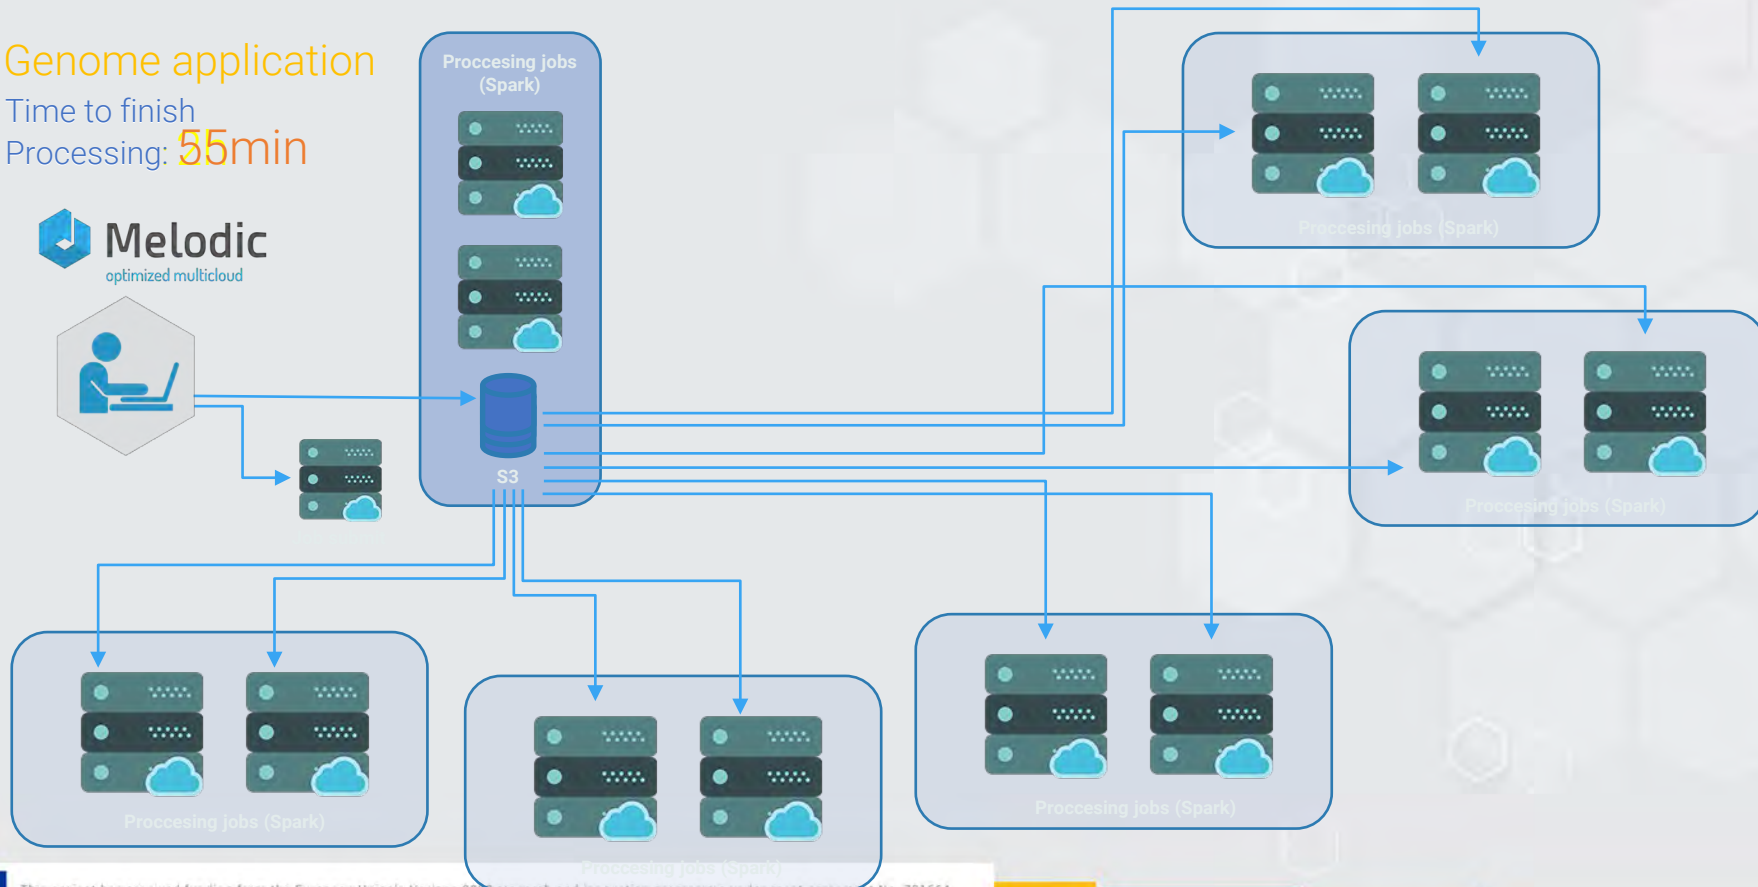 Genome application
Time to finish
Processing: 55min
Melodic
optimized multicloud
Proccesing jobs
(Spark)
S3
Proccesing jobs (Spark)
Proccesing jobs (Spark)
Proccesing jobs (Spark)
Proccesing jobs (Spark)
Proccesing jobs (Spark)